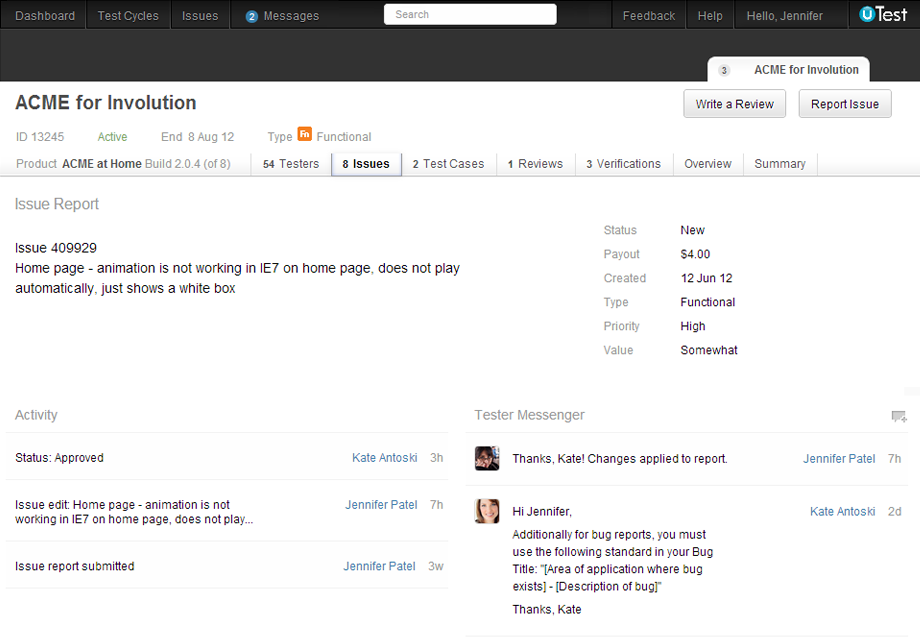 Dashboard Test Cycles Issues 2 Messages Search Feedback Help Hello, Jennifer uTest
3 ACME for Involution
ACME for Involution Write a Review Report Issue
ID 13245 Active End 8 Aug 12 Type Fn Functional
Product ACME at Home Build 2.0.4 (of 8) 54 Testers 8 Issues 2 Test Cases 1 Reviews 3 Verifications Overview Summary
Issue Report
Issue 409929
Home page - animation is not working in IE7 on home page, does not play
automatically, just shows a white box
Status New
Payout $4.00
Created 12 Jun 12
Type Functional
Priority High
Value Somewhat
Activity
Status: Approved Kate Antoski 3h
Issue edit: Home page - animation is not Jennifer Patel 7h
working in IE7 on home page, does not play...
Issue report submitted Jennifer Patel 3w
Tester Messenger
Thanks, Kate! Changes applied to report. Jennifer Patel 7h
Hi Jennifer, Kate Antoski 2d
Additionally for bug reports, you must
use the following standard in your Bug
Title: "[Area of application where bug
exists] - [Description of bug]"
Thanks, Kate